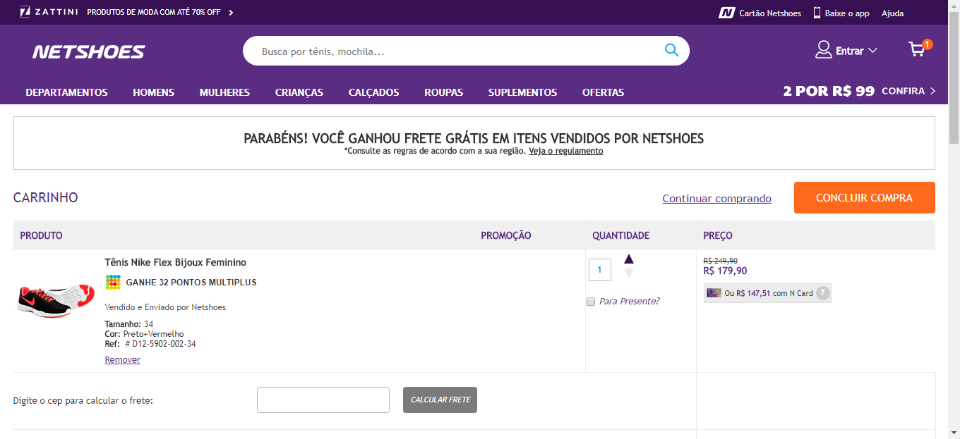 ZATTINI PRODUTOS DE MODA COM ATÉ 70% OFF
Cartão Netshoes Baixe o app Ajuda
NETSHOES
Busca por tênis, mochila...
Entrar
1
DEPARTAMENTOS HOMENS MULHERES CRIANÇAS CALÇADOS ROUPAS SUPLEMENTOS OFERTAS
2 POR R$ 99 CONFIRA
PARABÉNS! VOCÊ GANHOU FRETE GRÁTIS EM ITENS VENDIDOS POR NETSHOES
*Consulte as regras de acordo com a sua região. Veja o regulamento
CARRINHO
Continuar comprando
CONCLUIR COMPRA
PRODUTO PROMOÇÃO QUANTIDADE PREÇO
Tênis Nike Flex Bijoux Feminino
GANHE 32 PONTOS MULTIPLUS
Vendido e Enviado por Netshoes
Tamanho: 34
Cor: Preto+Vermelho
Ref: # D12-5902-002-34
Remover
1
Para Presente?
R$ 249,90
R$ 179,90
Ou R$ 147,51 com N Card ?
Digite o cep para calcular o frete:
CALCULAR FRETE